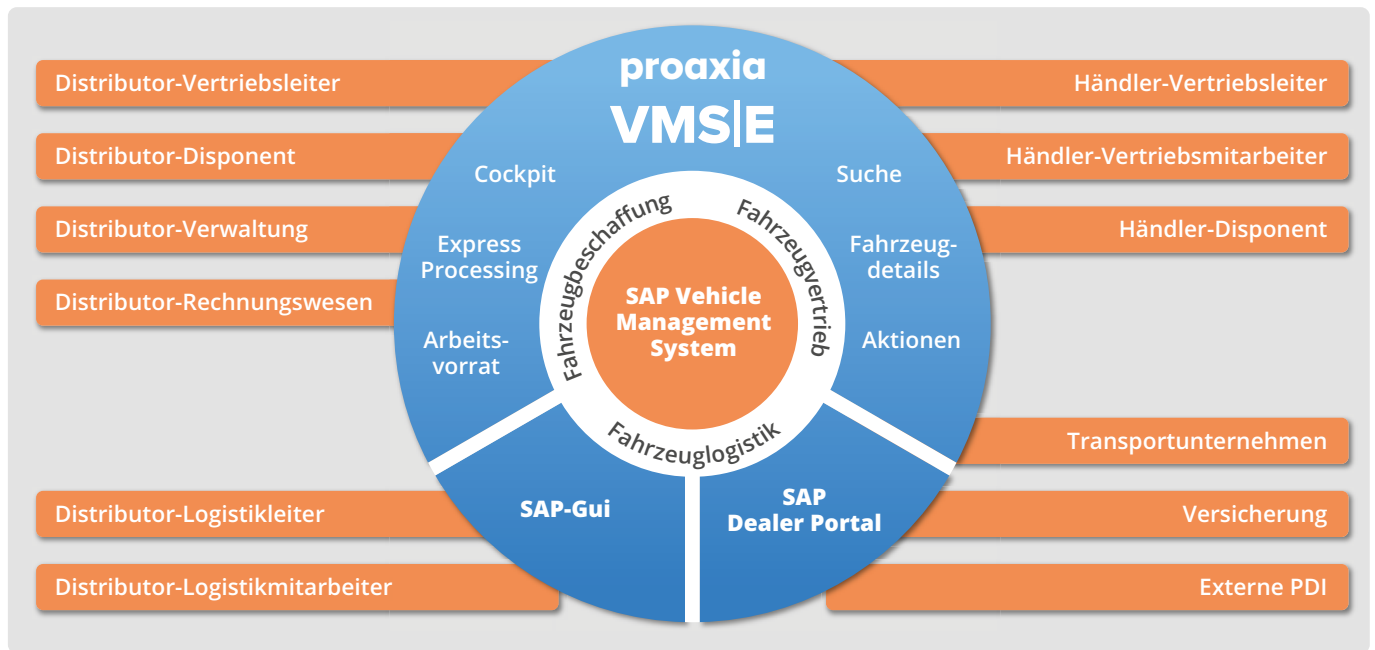 Distributor-Vertriebsleiter
Distributor-Disponent
Distributor-Verwaltung
Distributor-Rechnungswesen
Distributor-Logistikleiter
Distributor-Logistikmitarbeiter
proaxia
VMS|E
Cockpit
Express
Processing
Arbeits-
vorrat
Suche
Fahrzeug-
details
Aktionen
Fahrzeugbeschaffung
Fahrzeugvertrieb
Fahrzeuglogistik
SAP Vehicle
Management
System
SAP-Gui
SAP
Dealer Portal
Händler-Vertriebsleiter
Händler-Vertriebsmitarbeiter
Händler-Disponent
Transportunternehmen
Versicherung
Externe PDI